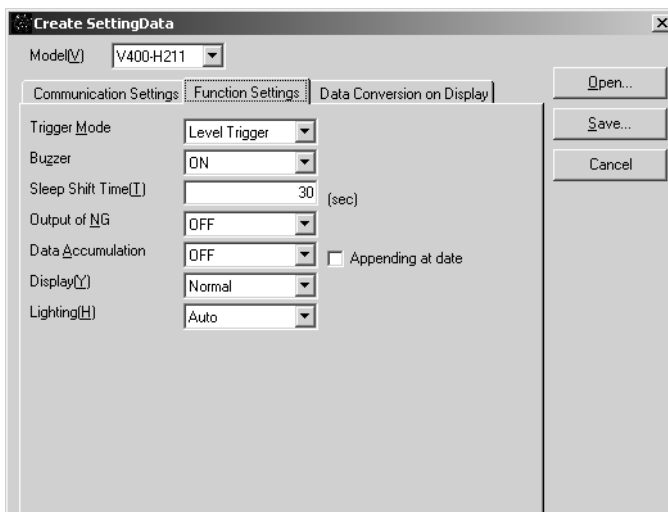 Create SettingData
Model(V) V400-H211
Open...
Communication Settings Function Settings Data Conversion on Display
Save...
Trigger Mode Level Trigger
Buzzer ON
Cancel
Sleep Shift Time(T) 30 (sec)
Output of NG OFF
Data Accumulation OFF Appending at date
Display(Y) Normal
Lighting(H) Auto